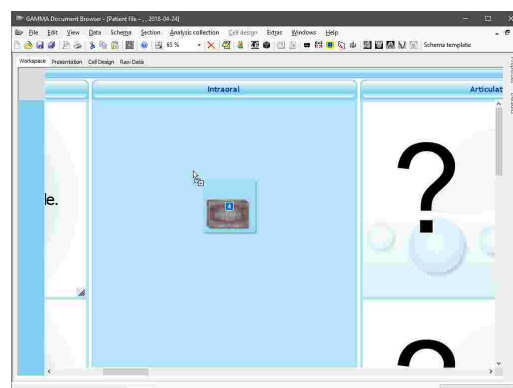 GAMMA Document Browser - [Patient File - , , 2018-04-24]
File Edit View Data Schema Section Analysis collection Cell design Extras Windows Help
65 % Schema template
Workspace Presentation Cell Design Raw Data
Intraoral Articulat
?
le.
4